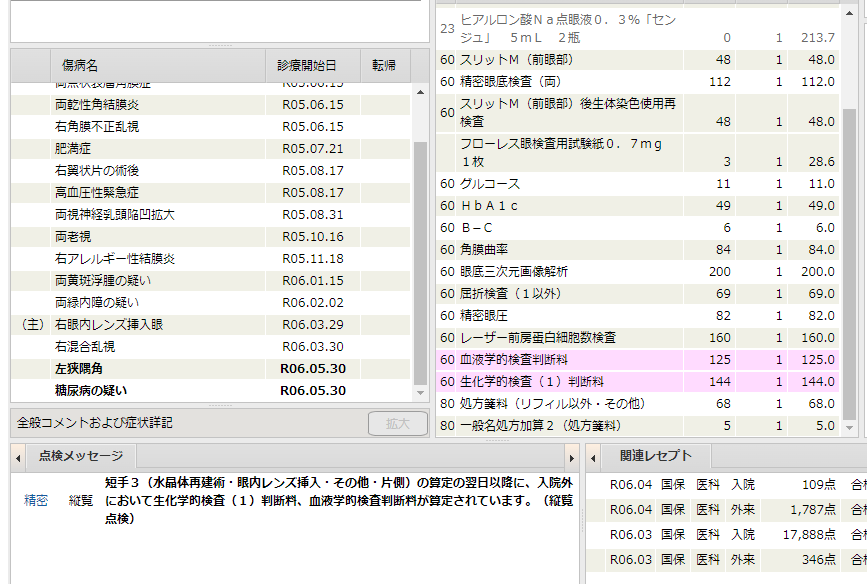 傷病名 診療開始日 転帰
両点状表層角膜症 R05.06.15
両乾性角結膜炎 R05.06.15
右角膜不正乱視 R05.06.15
肥満症 R05.07.21
右翼状片の術後 R05.08.17
高血圧性緊急症 R05.08.17
両視神経乳頭陥凹拡大 R05.08.31
両老視 R05.10.16
右アレルギー性結膜炎 R05.11.18
両黄斑浮腫の疑い R06.01.15
両緑内障の疑い R06.02.02
（主） 右眼内レンズ挿入眼 R06.03.29
右混合乱視 R06.03.30
左狭隅角 R06.05.30
糖尿病の疑い R06.05.30
全般コメントおよび症状詳記 拡大
23 ヒアルロン酸Ｎａ点眼液０．３％「セン
ジュ」 ５ｍＬ ２瓶 0 1 213.7
60 スリットＭ（前眼部） 48 1 48.0
60 精密眼底検査（両） 112 1 112.0
60 スリットＭ（前眼部）後生体染色使用再
検査 48 1 48.0
フローレス眼検査用試験紙０．７ｍｇ
１枚 3 1 28.6
60 グルコース 11 1 11.0
60 ＨｂＡ１ｃ 49 1 49.0
60 Ｂ－Ｃ 6 1 6.0
60 角膜曲率 84 1 84.0
60 眼底三次元画像解析 200 1 200.0
60 屈折検査（１以外） 69 1 69.0
60 精密眼圧 82 1 82.0
60 レーザー前房蛋白細胞数検査 160 1 160.0
60 血液学的検査判断料 125 1 125.0
60 生化学的検査（１）判断料 144 1 144.0
80 処方箋料（リフィル以外・その他） 68 1 68.0
80 一般名処方加算２（処方箋料） 5 1 5.0
点検メッセージ
精密 縦覧 短手３（水晶体再建術・眼内レンズ挿入・その他・片側）の算定の翌日以降に、入院外
において生化学的検査（１）判断料、血液学的検査判断料が算定されています。（縦覧
点検）
関連レセプト
R06.04 国保 医科 入院 109点
R06.04 国保 医科 外来 1,787点
R06.03 国保 医科 入院 17,888点
R06.03 国保 医科 外来 346点